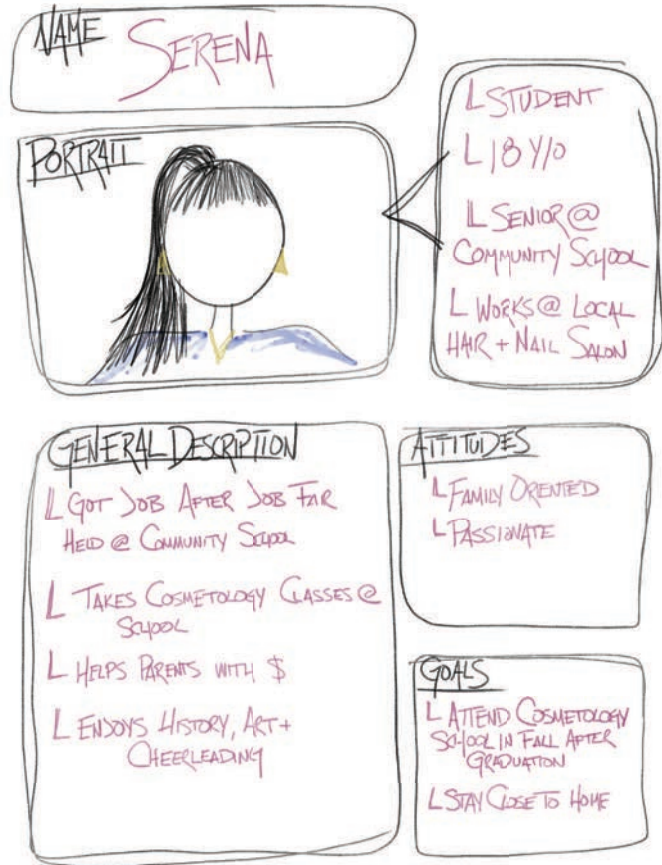 NAME
SERENA
PORTRAIT
L STUDENT
L 18 Y/O
L SENIOR @
COMMUNITY SCHOOL
L WORKS @ LOCAL
HAIR + NAIL SALON
GENERAL DESCRIPTION
L GOT JOB AFTER JOB FAIR
HELD @ COMMUNITY SCHOOL
L TAKES COSMETOLOGY CLASSES @
SCHOOL
L HELPS PARENTS WITH $
L ENJOYS HISTORY, ART +
CHEERLEADING
ATTITUDES
L FAMILY ORIENTED
L PASSIONATE
GOALS
L ATTEND COSMETOLOGY
SCHOOL IN FALL AFTER
GRADUATION
L STAY CLOSE TO HOME